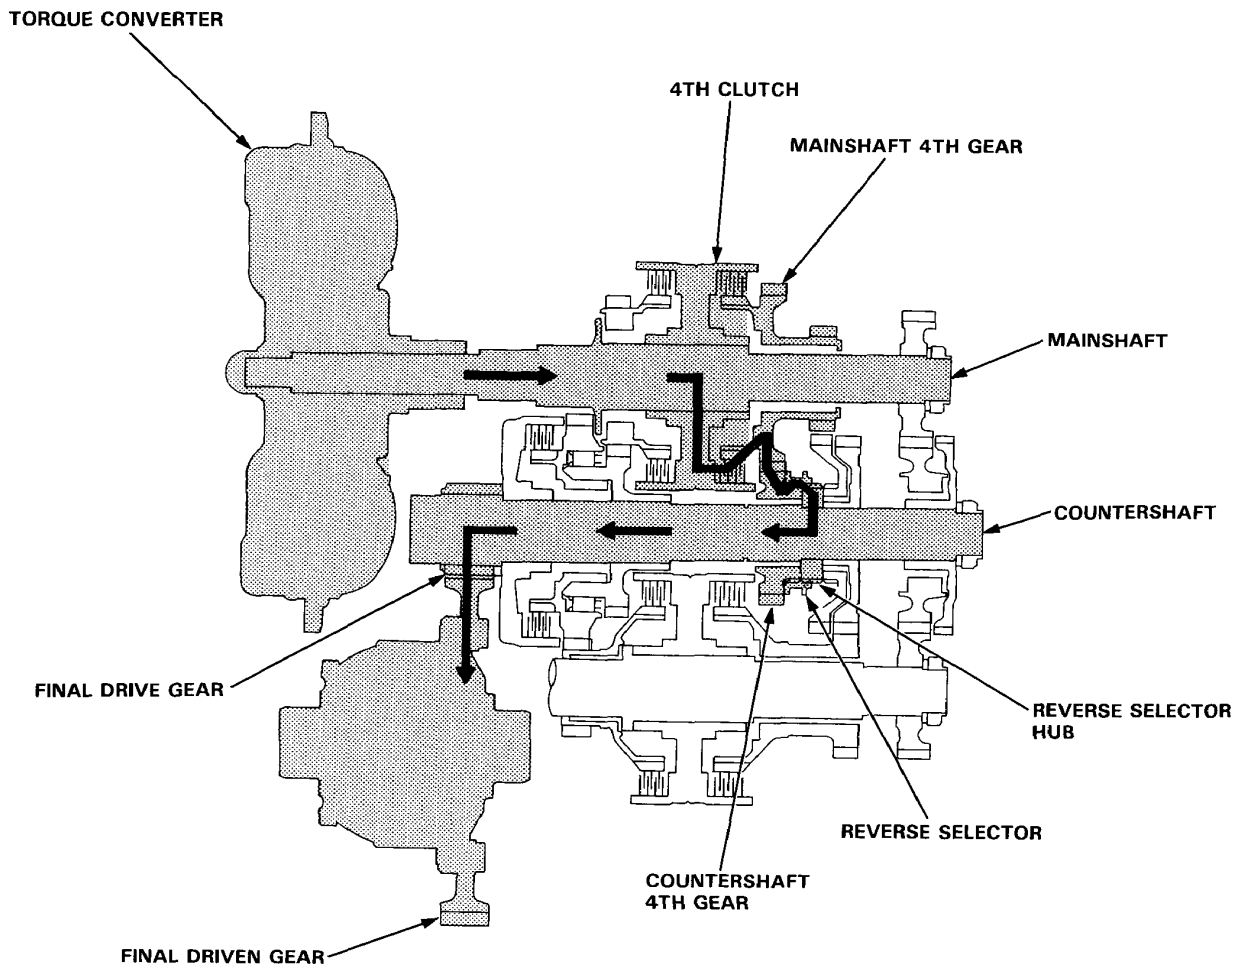 TORQUE CONVERTER
4TH CLUTCH
MAINSHAFT 4TH GEAR
MAINSHAFT
COUNTERSHAFT
FINAL DRIVE GEAR
REVERSE SELECTOR
HUB
REVERSE SELECTOR
COUNTERSHAFT
4TH GEAR
FINAL DRIVEN GEAR